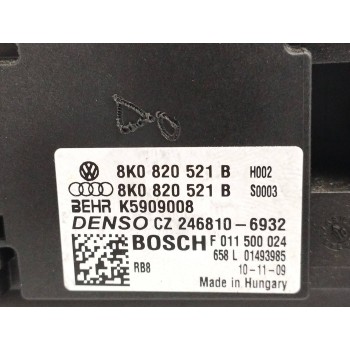 8K0 820 521 B H002
8K0 820 521 B S0003
BEHR K5909008
DENSO CZ 246810-6932
BOSCH F 011 500 024
658 L 01493985
RB8 10-11-09
Made in Hungary